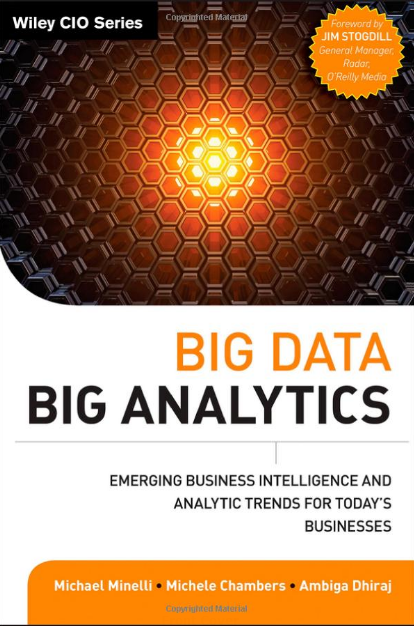 Wiley CIO Series
Copyrighted Material
Foreword by
JIM STOGDILL
General Manager,
Radar,
O'Reilly Media
BIG DATA
BIG ANALYTICS
EMERGING BUSINESS INTELLIGENCE AND
ANALYTIC TRENDS FOR TODAY'S
BUSINESSES
Michael Minelli • Michele Chambers • Ambiga Dhiraj
Copyrighted Material